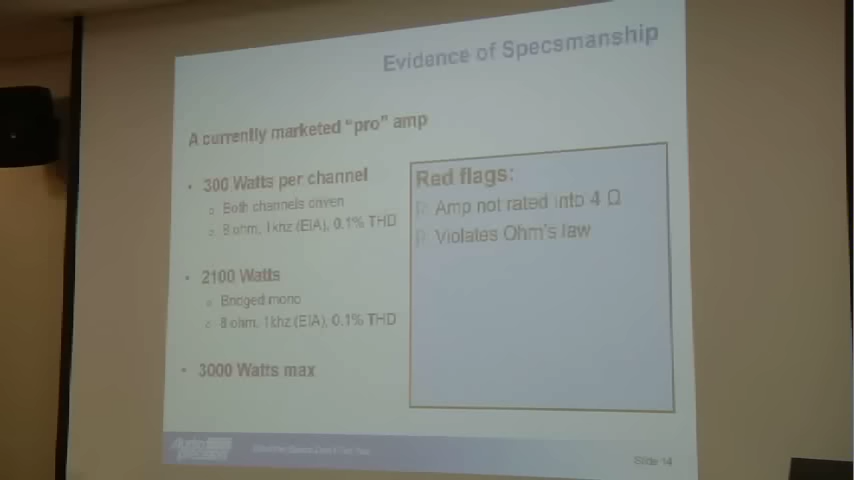 Evidence of Specsmanship
A currently marketed "pro" amp
• 300 Watts per channel
o Both channels driven
o 8 ohm, 1khz (EIA), 0.1% THD
• 2100 Watts
o Bridged mono
o 8 ohm, 1khz (EIA), 0.1% THD
• 3000 Watts max
Red flags:
R Amp not rated into 4 Ω
R Violates Ohm's law
Audio
Slide 14